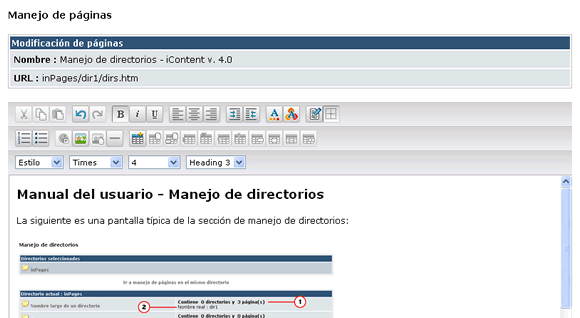 Manejo de páginas
Modificación de páginas
Nombre : Manejo de directorios - iContent v. 4.0
URL : inPages/dir1/dirs.htm
B i U A
Estilo Times 4 Heading 3
Manual del usuario - Manejo de directorios
La siguiente es una pantalla típica de la sección de manejo de directorios:
Manejo de directorios
Directorios seleccionados
inPages
Ir a manejo de páginas en el mismo directorio
Directorio actual : inPages
Nombre largo de un directorio
Contiene 0 directorios y 3 página(s)
Nombre real : dir1
1
2
Contiene 0 directorios y 0 página(s)